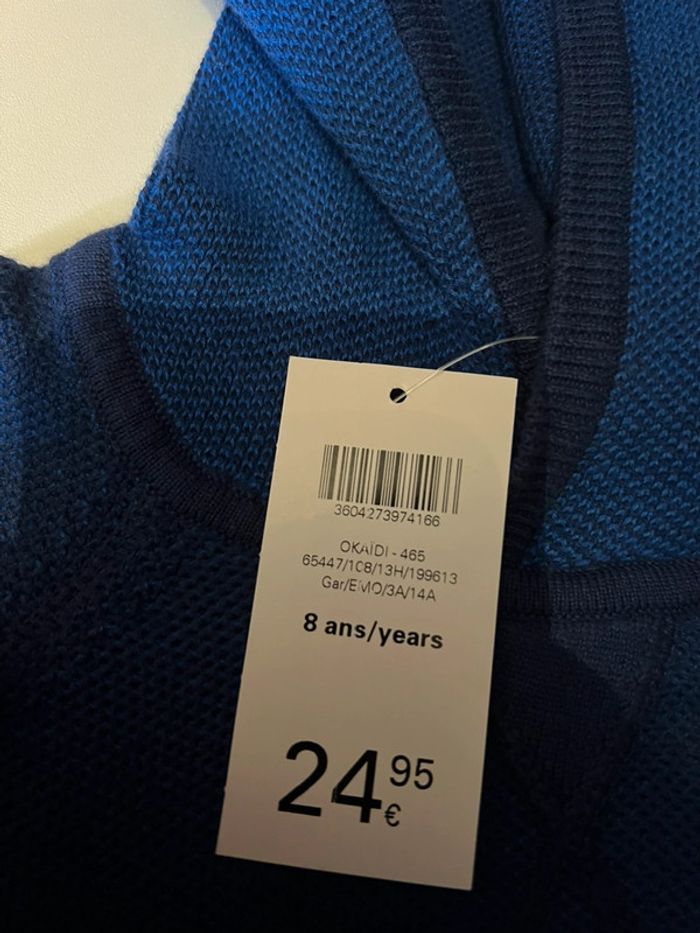 3604273974166
OKAÏDI - 465
65447/108/13H/199613
Gar/EMO/3A/14A
8 ans/years
24 95
€